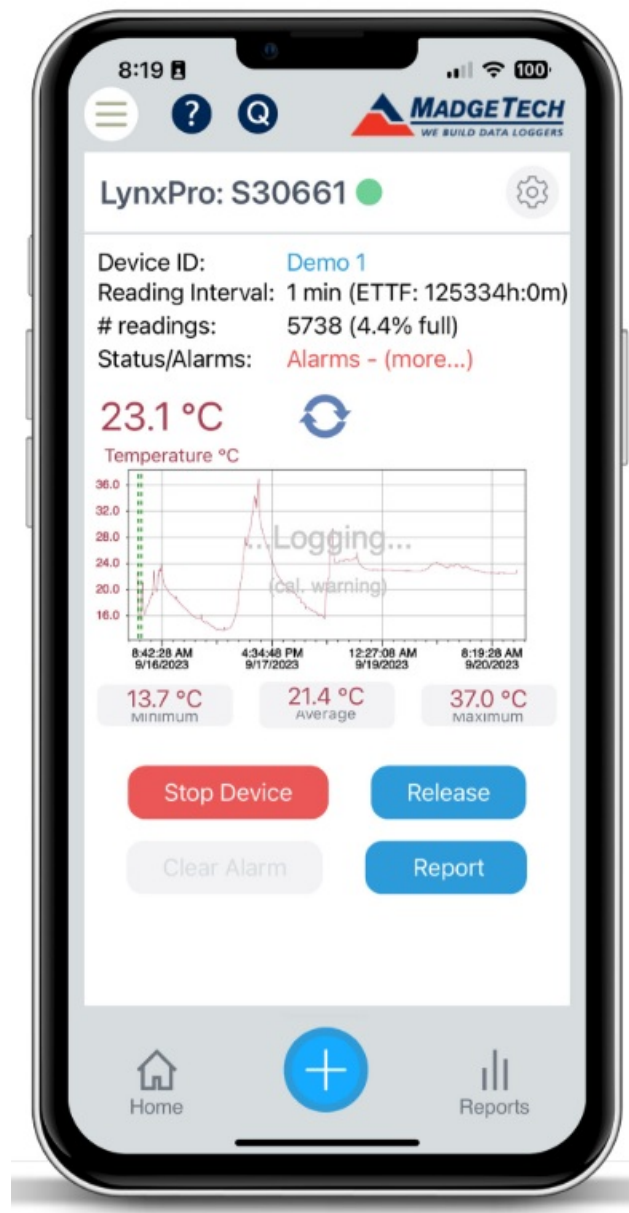 8:19
100
? Q
MADGETECH
WE BUILD DATA LOGGERS
LynxPro: S30661
Device ID: Demo 1
Reading Interval: 1 min (ETTF: 125334h:0m)
# readings: 5738 (4.4% full)
Status/Alarms: Alarms - (more...)
23.1 °C
Temperature °C
36.0
32.0
28.0
24.0
20.0
16.0
...Logging...
(cal. warning)
8:42:28 AM 4:34:48 PM 12:27:08 AM 8:19:28 AM
9/16/2023 9/17/2023 9/19/2023 9/20/2023
13.7 °C 21.4 °C 37.0 °C
Minimum Average Maximum
Stop Device Release
Clear Alarm Report
Home Reports